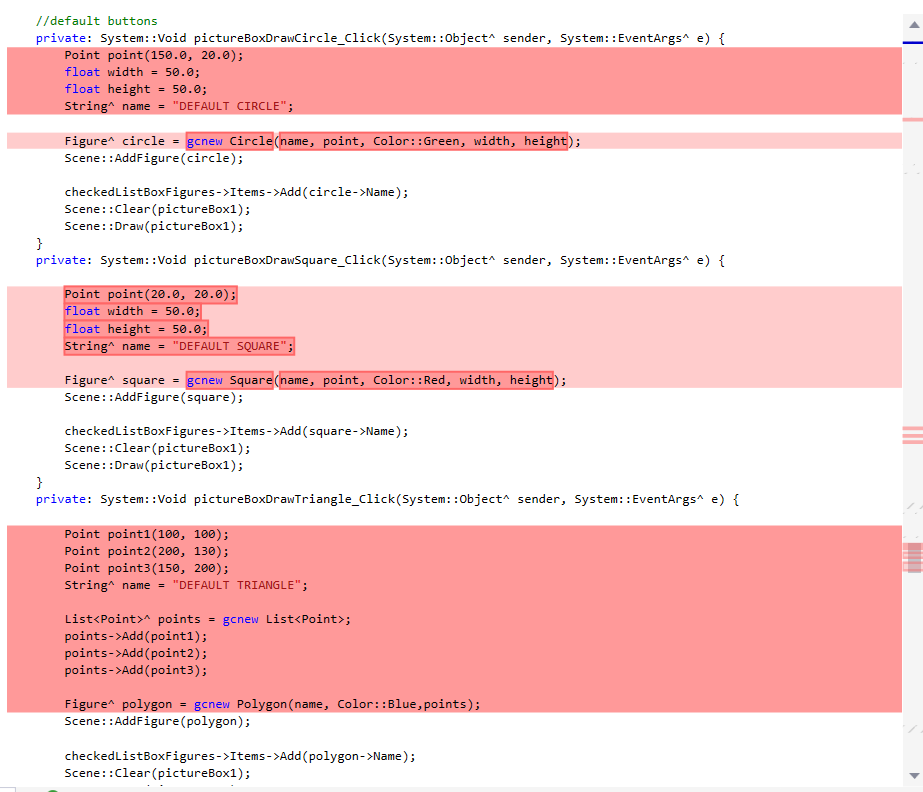 //default buttons
private: System::Void pictureBoxDrawCircle_Click(System::Object^ sender, System::EventArgs^ e) {
Point point(150.0, 20.0);
float width = 50.0;
float height = 50.0;
String^ name = "DEFAULT CIRCLE";
Figure^ circle = gcnew Circle(name, point, Color::Green, width, height);
Scene::AddFigure(circle);
checkedListBoxFigures->Items->Add(circle->Name);
Scene::Clear(pictureBox1);
Scene::Draw(pictureBox1);
}
private: System::Void pictureBoxDrawSquare_Click(System::Object^ sender, System::EventArgs^ e) {
Point point(20.0, 20.0);
float width = 50.0;
float height = 50.0;
String^ name = "DEFAULT SQUARE";
Figure^ square = gcnew Square(name, point, Color::Red, width, height);
Scene::AddFigure(square);
checkedListBoxFigures->Items->Add(square->Name);
Scene::Clear(pictureBox1);
Scene::Draw(pictureBox1);
}
private: System::Void pictureBoxDrawTriangle_Click(System::Object^ sender, System::EventArgs^ e) {
Point point1(100, 100);
Point point2(200, 130);
Point point3(150, 200);
String^ name = "DEFAULT TRIANGLE";
List<Point>^ points = gcnew List<Point>;
points->Add(point1);
points->Add(point2);
points->Add(point3);
Figure^ polygon = gcnew Polygon(name, Color::Blue,points);
Scene::AddFigure(polygon);
checkedListBoxFigures->Items->Add(polygon->Name);
Scene::Clear(pictureBox1);